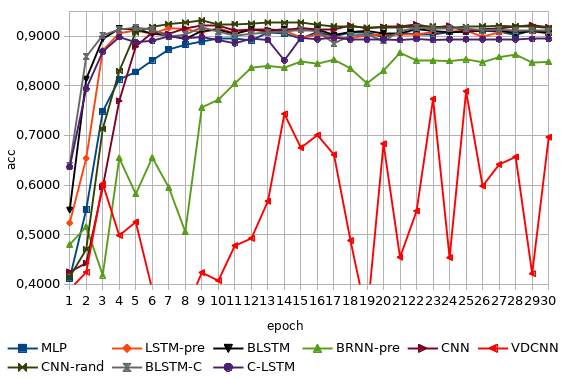 0,9000
0,8000
0,7000
0,6000
0,5000
0,4000
acc
1 2 3 4 5 6 7 8 9 10 11 12 13 14 15 16 17 18 19 20 21 22 23 24 25 26 27 28 29 30
epoch
MLP LSTM-pre BLSTM BRNN-pre CNN VDCNN
CNN-rand BLSTM-C C-LSTM